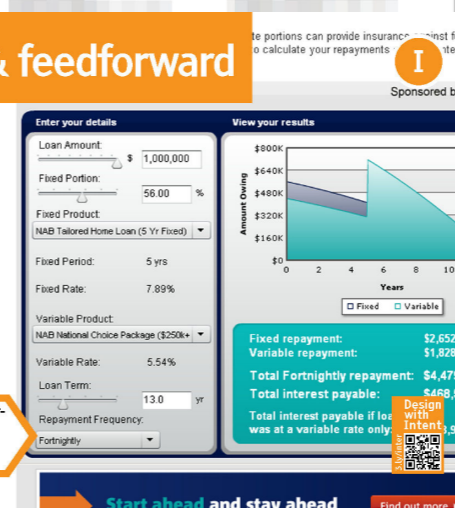 te portions can provide insurance against f
o calculate your repayments
& feedforward
I
Sponsored b
Enter your details
Loan Amount:
$ 1,000,000
Fixed Portion:
56.00 %
Fixed Product:
NAB Tailored Home Loan (5 Yr Fixed)
Fixed Period: 5 yrs
Fixed Rate: 7.89%
Variable Product:
NAB National Choice Package ($250k+
Variable Rate: 5.54%
Loan Term:
13.0 yr
Repayment Frequency:
Fortnightly
View your results
Amount Owing
$800K
$640K
$480K
$320K
$160K
$0
0 2 4 6 8 10
Years
Fixed Variable
Fixed repayment: $2,652
Variable repayment: $1,828
Total Fortnightly repayment: $4,47
Total interest payable: $468,
Total interest payable if loa
was at a variable rate only:
Design
with
Intent
Start ahead and stay ahead
Find out more